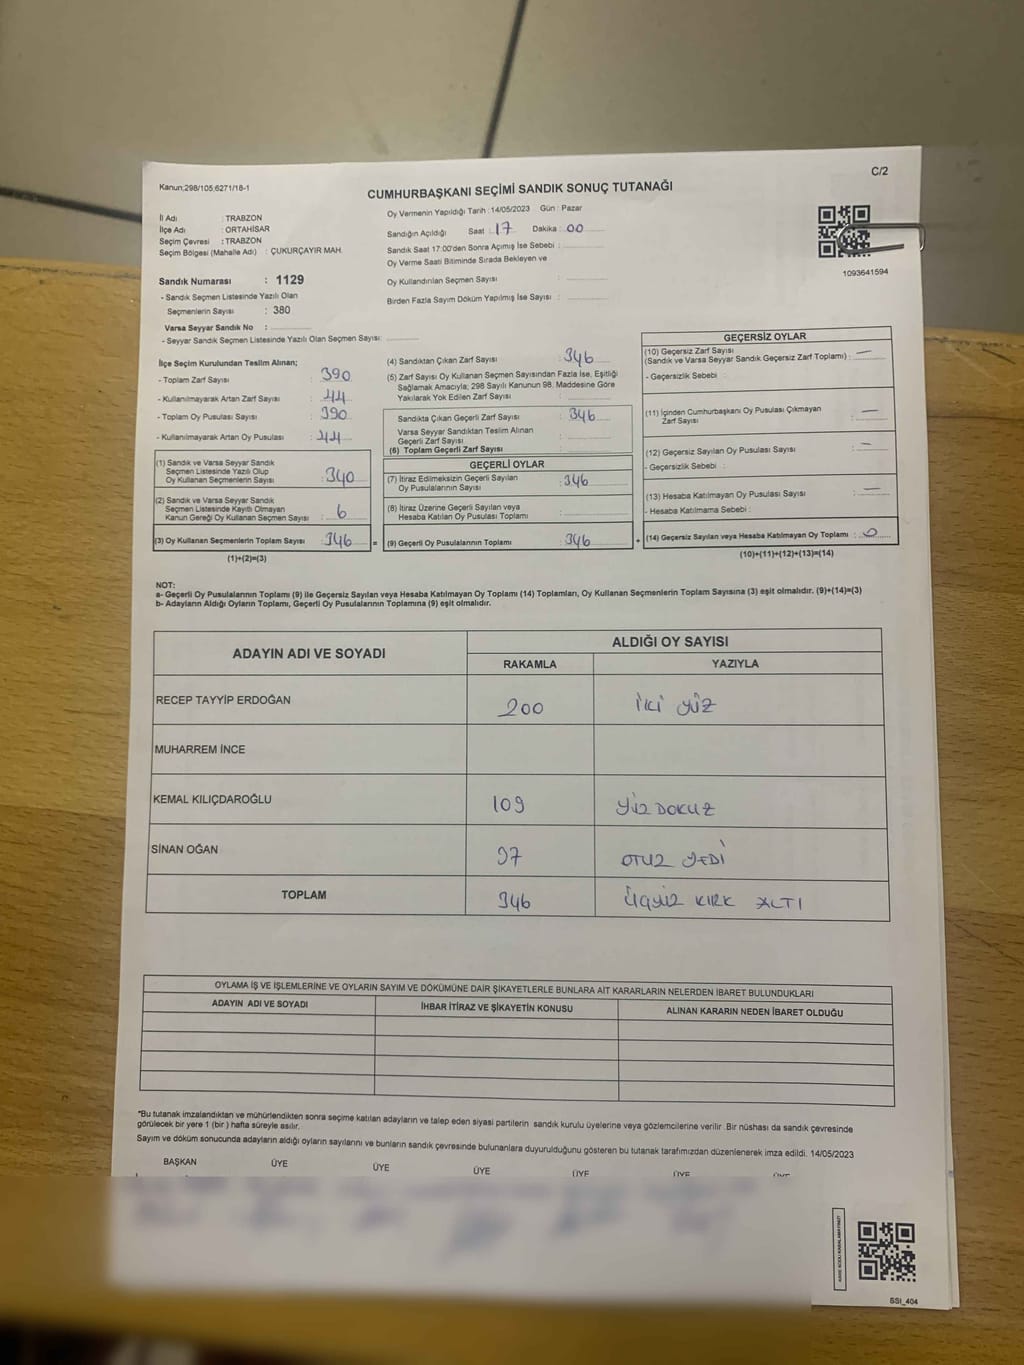 Kanun;298/105;6271/18-1
C/2
CUMHURBAŞKANI SEÇİMİ SANDIK SONUÇ TUTANAĞI
İl Adı : TRABZON
İlçe Adı : ORTAHİSAR
Seçim Çevresi : TRABZON
Seçim Bölgesi (Mahalle Adı) : ÇUKURÇAYIR MAH.
Sandık Numarası : 1129
- Sandık Seçmen Listesinde Yazılı Olan
Seçmenlerin Sayısı : 380
Varsa Seyyar Sandık No :
- Seyyar Sandık Seçmen Listesinde Yazılı Olan Seçmen Sayısı:
Oy Vermenin Yapıldığı Tarih : 14/05/2023 Gün : Pazar
Sandığın Açıldığı Saat : 17 Dakika : 00
Sandık Saat 17:00'den Sonra Açımış İse Sebebi :
Oy Verme Saati Bitiminde Sırada Bekleyen ve
Oy Kullandırılan Seçmen Sayısı :
Birden Fazla Sayım Döküm Yapılmış İse Sayısı :
1093641594
İlçe Seçim Kurulundan Teslim Alınan;
- Toplam Zarf Sayısı : 390
- Kullanılmayarak Artan Zarf Sayısı : 44
- Toplam Oy Pusulası Sayısı : 390
- Kullanılmayarak Artan Oy Pusulası : 44
(1) Sandık ve Varsa Seyyar Sandık
Seçmen Listesinde Yazılı Olup
Oy Kullanan Seçmenlerin Sayısı : 340
(2) Sandık ve Varsa Seyyar Sandık
Seçmen Listesinde Kayıtlı Olmayan
Kanun Gereği Oy Kullanan Seçmen Sayısı : 6
(3) Oy Kullanan Seçmenlerin Toplam Sayısı : 346 =
(1)+(2)=(3)
(4) Sandıktan Çıkan Zarf Sayısı : 346
(5) Zarf Sayısı Oy Kullanan Seçmen Sayısından Fazla İse, Eşitliği
Sağlamak Amacıyla; 298 Sayılı Kanunun 98. Maddesine Göre
Yakılarak Yok Edilen Zarf Sayısı :
Sandıkta Çıkan Geçerli Zarf Sayısı : 346
Varsa Seyyar Sandıktan Teslim Alınan
Geçerli Zarf Sayısı :
(6) Toplam Geçerli Zarf Sayısı :
GEÇERLİ OYLAR
(7) İtiraz Edilmeksizin Geçerli Sayılan
Oy Pusulalarının Sayısı : 346
(8) İtiraz Üzerine Geçerli Sayılan veya
Hesaba Katılan Oy Pusulası Toplamı :
(9) Geçerli Oy Pusulalarının Toplamı : 346 +
GEÇERSİZ OYLAR
(10) Geçersiz Zarf Sayısı
(Sandık ve Varsa Seyyar Sandık Geçersiz Zarf Toplamı) : —
- Geçersizlik Sebebi :
(11) İçinden Cumhurbaşkanı Oy Pusulası Çıkmayan
Zarf Sayısı : —
(12) Geçersiz Sayılan Oy Pusulası Sayısı : —
- Geçersizlik Sebebi :
(13) Hesaba Katılmayan Oy Pusulası Sayısı : —
- Hesaba Katılmama Sebebi :
(14) Geçersiz Sayılan veya Hesaba Katılmayan Oy Toplamı : 0
(10)+(11)+(12)+(13)=(14)
NOT:
a- Geçerli Oy Pusulalarının Toplamı (9) ile Geçersiz Sayılan veya Hesaba Katılmayan Oy Toplamı (14) Toplamları, Oy Kullanan Seçmenlerin Toplam Sayısına (3) eşit olmalıdır. (9)+(14)=(3)
b- Adayların Aldığı Oyların Toplamı, Geçerli Oy Pusulalarının Toplamına (9) eşit olmalıdır.
ADAYIN ADI VE SOYADI
ALDIĞI OY SAYISI
RAKAMLA YAZIYLA
RECEP TAYYİP ERDOĞAN 200 İki yüz
MUHARREM İNCE
KEMAL KILIÇDAROĞLU 109 Yüz DOKUZ
SİNAN OĞAN 37 OTUZ YEDİ
TOPLAM 346 Üçyüz KIRK ALTI
OYLAMA İŞ VE İŞLEMLERİNE VE OYLARIN SAYIM VE DÖKÜMÜNE DAİR ŞİKAYETLERLE BUNLARA AİT KARARLARIN NELERDEN İBARET BULUNDUKLARI
ADAYIN ADI VE SOYADI İHBAR İTİRAZ VE ŞİKAYETİN KONUSU ALINAN KARARIN NEDEN İBARET OLDUĞU
*Bu tutanak imzalandıktan ve mühürlendikten sonra seçime katılan adayların ve talep eden siyasi partilerin sandık kurulu üyelerine veya gözlemcilerine verilir .Bir nüshası da sandık çevresinde
görülecek bir yere 1 (bir ) hafta süreyle asılır.
Sayım ve döküm sonucunda adayların aldığı oyların sayılarını ve bunların sandık çevresinde bulunanlara duyurulduğunu gösteren bu tutanak tarafımızdan düzenlenerek imza edildi. 14/05/2023
BAŞKAN ÜYE ÜYE ÜYE ÜYE ÜYE ÜYE
SSI_404